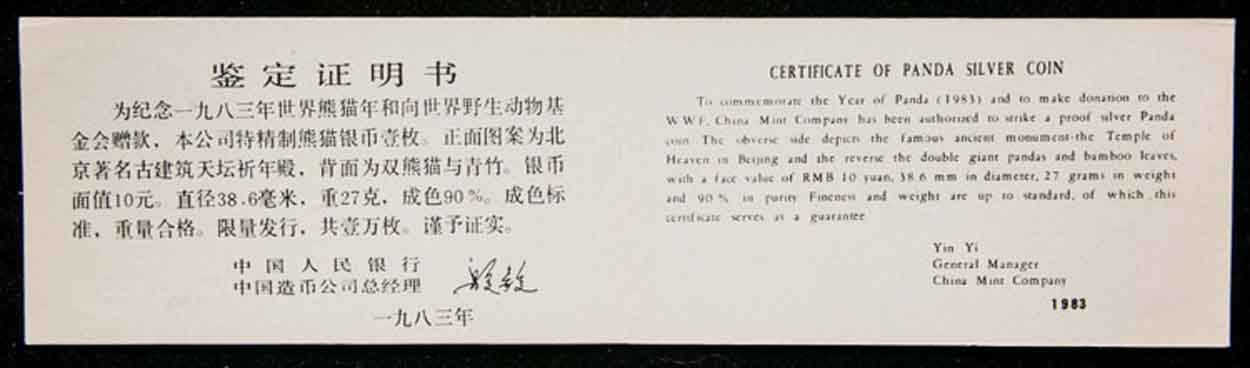 鉴定证明书
为纪念一九八三年世界熊猫年和向世界野生动物基
金会赠款，本公司特精制熊猫银币壹枚。正面图案为北
京著名古建筑天坛祈年殿，背面为双熊猫与青竹。银币
面值10元。直径38.6毫米，重27克，成色90%。成色标
准，重量合格。限量发行，共壹万枚。谨予证实。
中国人民银行
中国造币公司总经理
一九八三年
CERTIFICATE OF PANDA SILVER COIN
To commemorate the Year of Panda (1983) and to make donation to the
WWF, China Mint Company has been authorized to strike a proof silver Panda
coin The obverse side depicts the famous ancient monument-the Temple of
Heaven in Beijing and the reverse the double giant pandas and bamboo leaves,
with a face value of RMB 10 yuan, 38.6 mm in diameter, 27 grams in weight
and 90% in purity Fineness and weight are up to standard, of which this
certificate serves as a guarantee
Yin Yi
General Manager
China Mint Company
1983